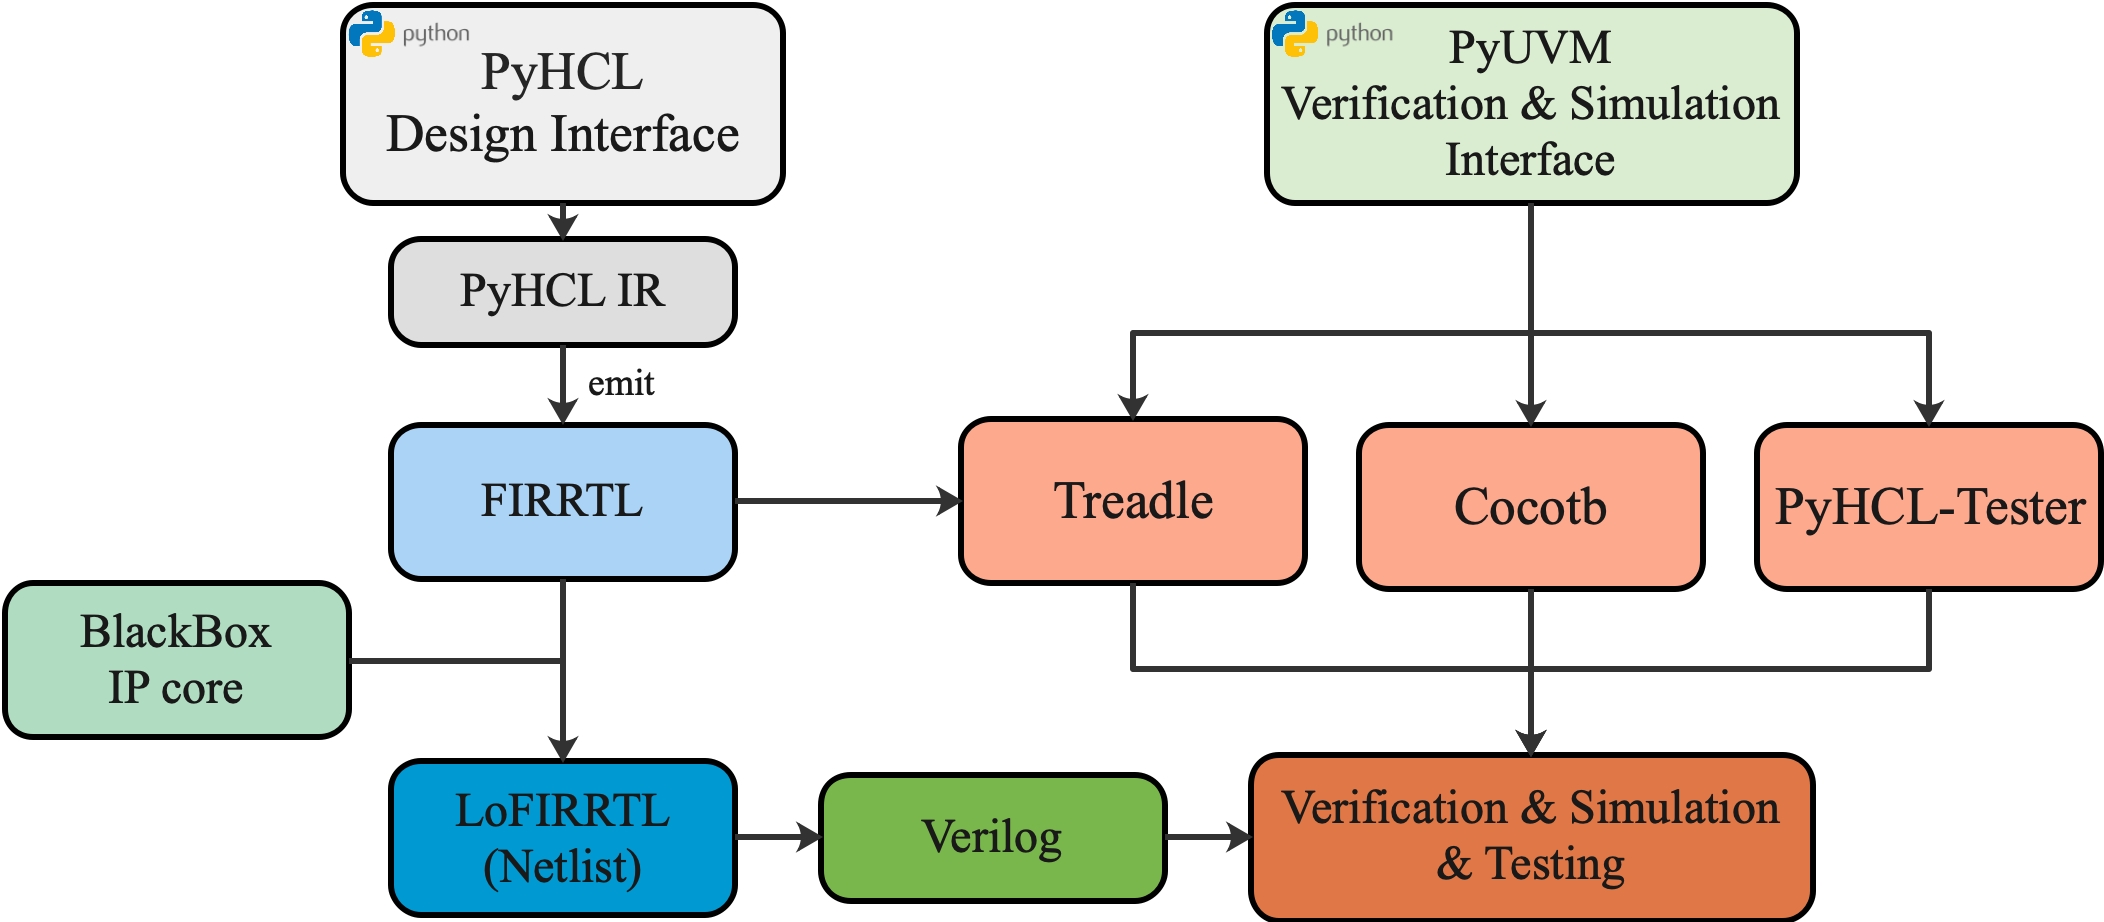 python
PyHCL
Design Interface
python
PyUVM
Verification & Simulation
Interface
PyHCL IR
emit
FIRRTL
Treadle
Cocotb
PyHCL-Tester
BlackBox
IP core
LoFIRRTL
(Netlist)
Verilog
Verification & Simulation
& Testing